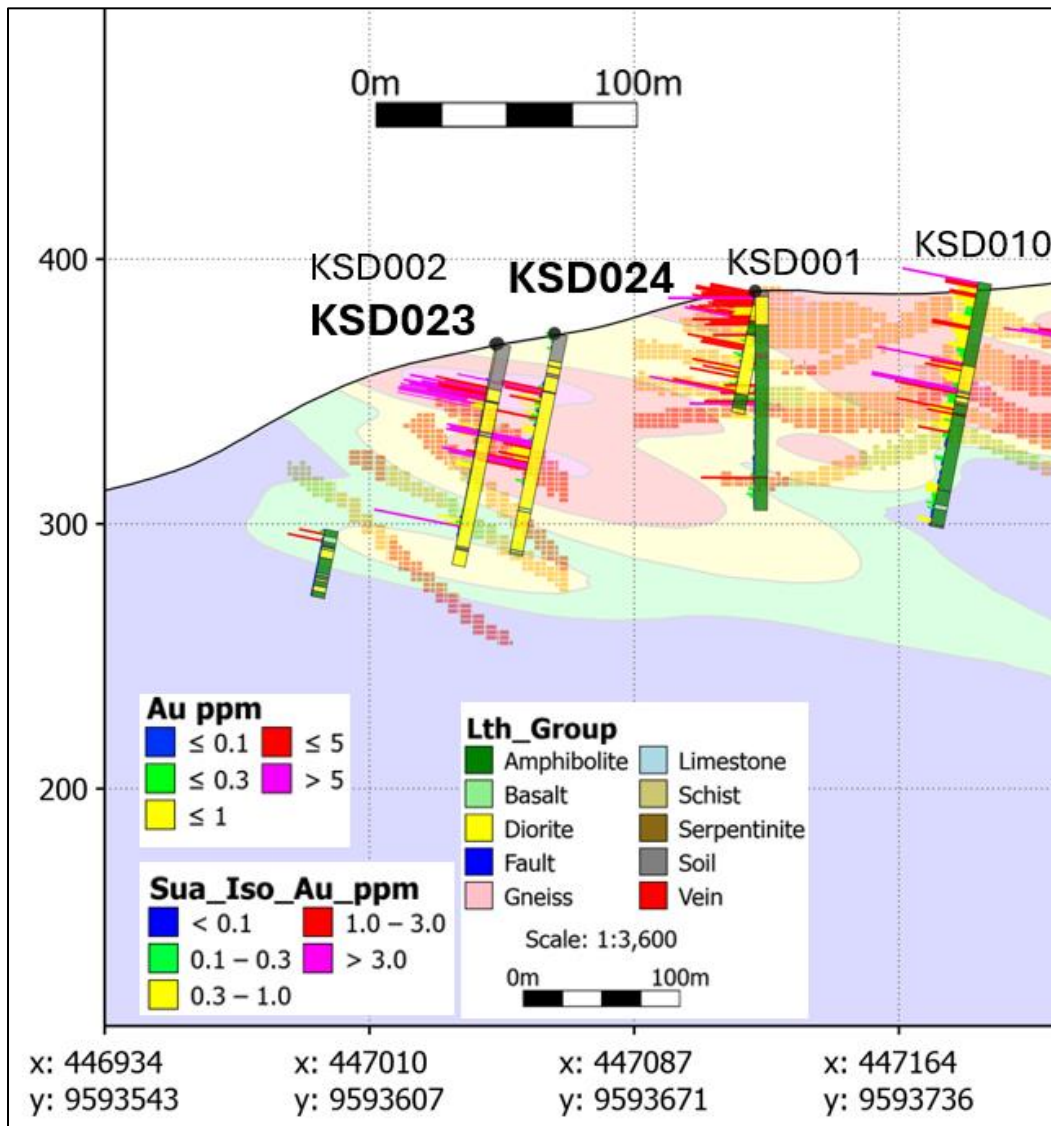 0m 100m
400
KSD002
KSD023
KSD024
KSD001
KSD010
300
200
Au ppm
≤ 0.1 ≤ 5
≤ 0.3 > 5
≤ 1
Sua_Iso_Au_ppm
< 0.1 1.0 – 3.0
0.1 – 0.3 > 3.0
0.3 – 1.0
Lth_Group
Amphibolite Limestone
Basalt Schist
Diorite Serpentinite
Fault Soil
Gneiss Vein
Scale: 1:3,600
0m 100m
x: 446934 x: 447010 x: 447087 x: 447164
y: 9593543 y: 9593607 y: 9593671 y: 9593736